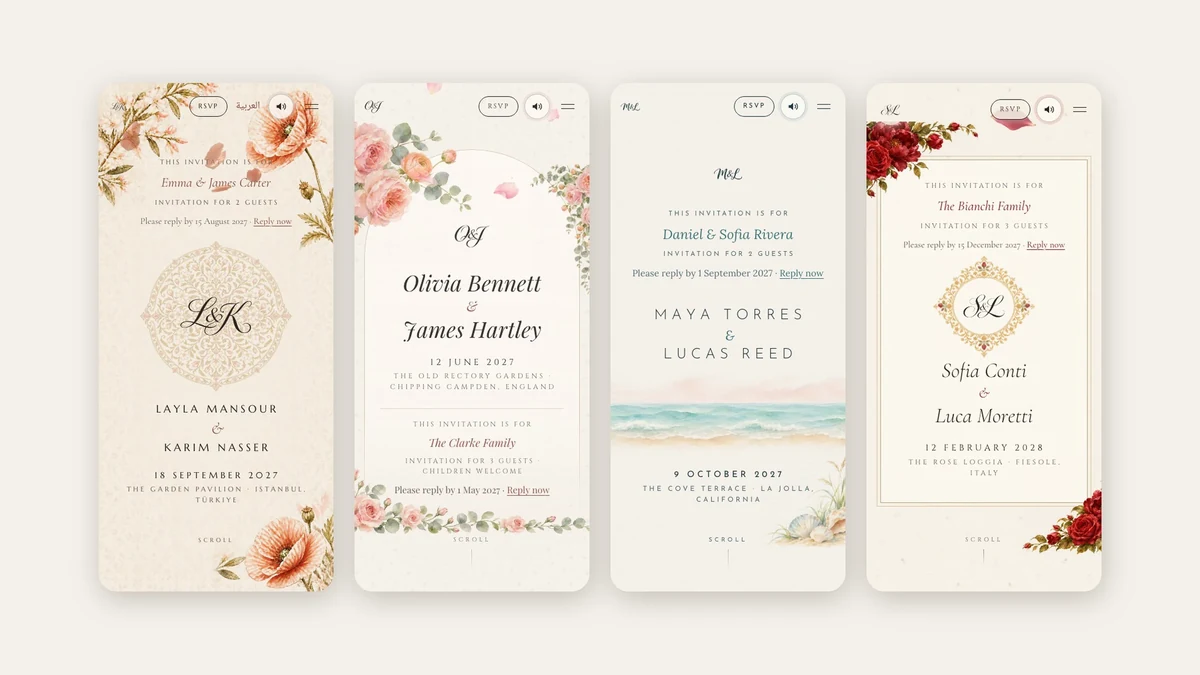 L&K
RSVP
العربية
THIS INVITATION IS FOR
Emma & James Carter
INVITATION FOR 2 GUESTS
Please reply by 15 August 2027 · Reply now
L&K
LAYLA MANSOUR
&
KARIM NASSER
18 SEPTEMBER 2027
THE GARDEN PAVILION · ISTANBUL,
TÜRKIYE
SCROLL
O&J
RSVP
O&J
Olivia Bennett
&
James Hartley
12 JUNE 2027
THE OLD RECTORY GARDENS ·
CHIPPING CAMPDEN, ENGLAND
THIS INVITATION IS FOR
The Clarke Family
INVITATION FOR 3 GUESTS ·
CHILDREN WELCOME
Please reply by 1 May 2027 · Reply now
SCROLL
M&L
RSVP
M&L
THIS INVITATION IS FOR
Daniel & Sofia Rivera
INVITATION FOR 2 GUESTS
Please reply by 1 September 2027 · Reply now
MAYA TORRES
&
LUCAS REED
9 OCTOBER 2027
THE COVE TERRACE · LA JOLLA,
CALIFORNIA
SCROLL
S&L
RSVP
THIS INVITATION IS FOR
The Bianchi Family
INVITATION FOR 3 GUESTS
Please reply by 15 December 2027 · Reply now
S&L
Sofia Conti
&
Luca Moretti
12 FEBRUARY 2028
THE ROSE LOGGIA · FIESOLE,
ITALY